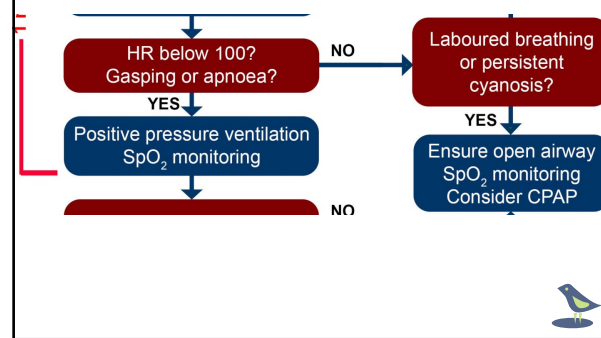 HR below 100?
Gasping or apnoea?
NO
Laboured breathing
or persistent
cyanosis?
YES
YES
Positive pressure ventilation
SpO₂ monitoring
Ensure open airway
SpO₂ monitoring
Consider CPAP
NO